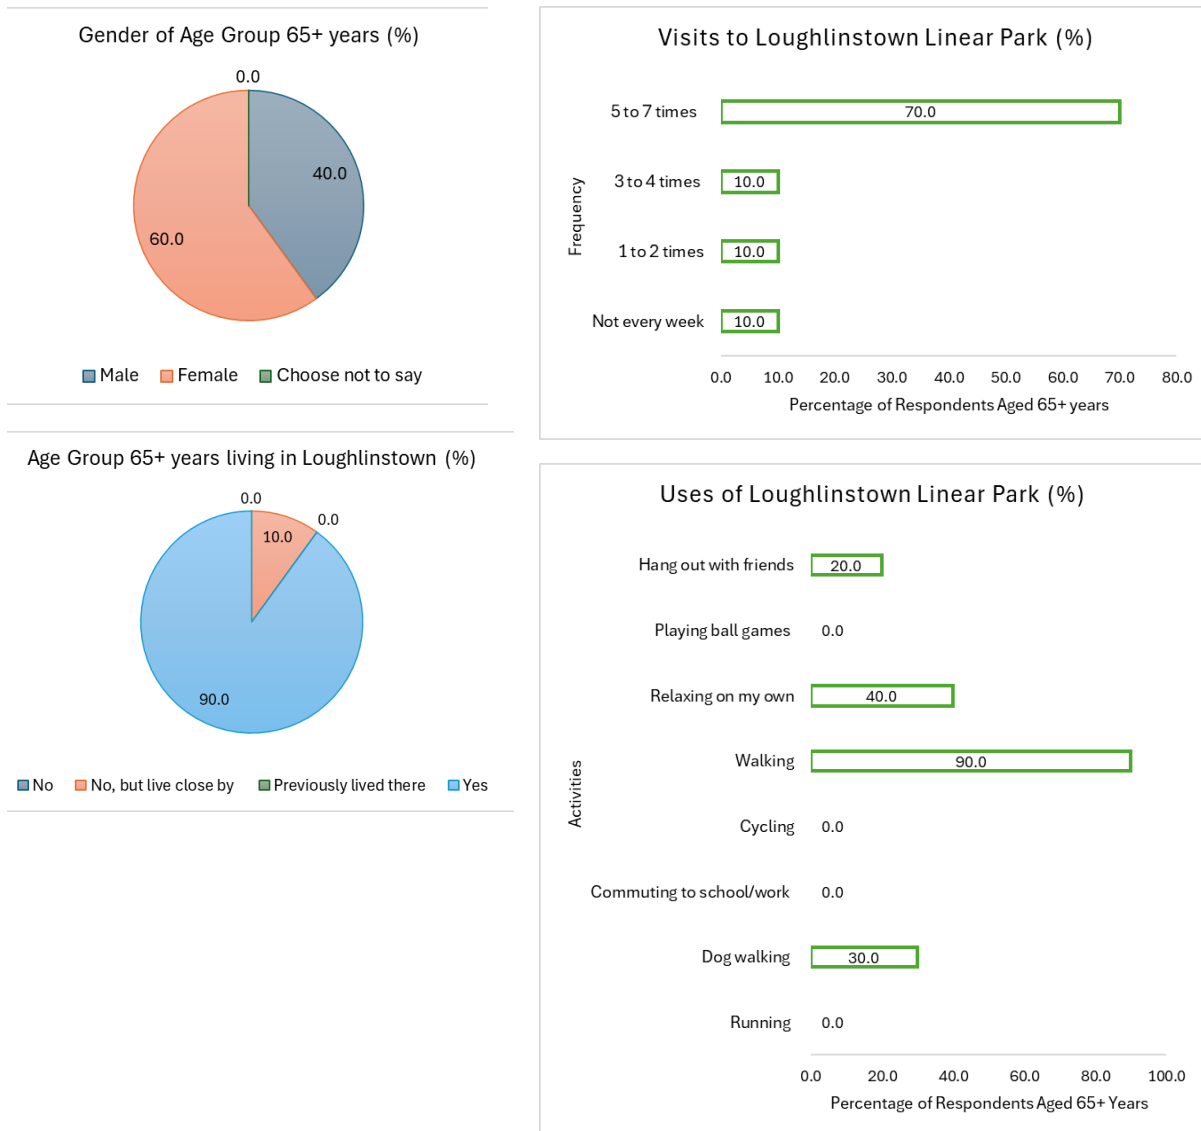 Gender of Age Group 65+ years (%)
0.0
40.0
60.0
Male Female Choose not to say
Age Group 65+ years living in Loughlinstown (%)
0.0
0.0
10.0
90.0
No No, but live close by Previously lived there Yes
Visits to Loughlinstown Linear Park (%)
Frequency
5 to 7 times 70.0
3 to 4 times 10.0
1 to 2 times 10.0
Not every week 10.0
0.0 10.0 20.0 30.0 40.0 50.0 60.0 70.0 80.0
Percentage of Respondents Aged 65+ years
Uses of Loughlinstown Linear Park (%)
Activities
Hang out with friends 20.0
Playing ball games 0.0
Relaxing on my own 40.0
Walking 90.0
Cycling 0.0
Commuting to school/work 0.0
Dog walking 30.0
Running 0.0
0.0 20.0 40.0 60.0 80.0 100.0
Percentage of Respondents Aged 65+ Years